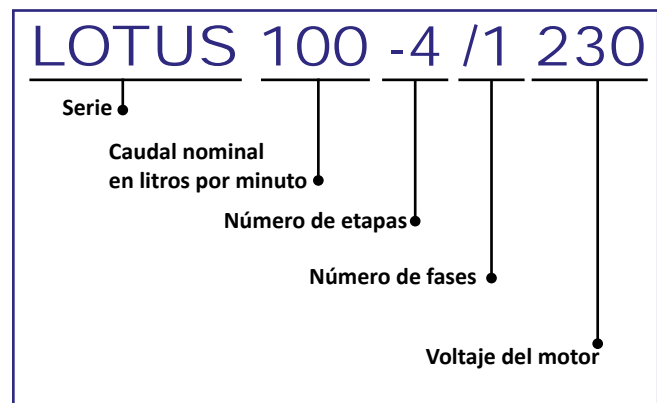 LOTUS 100 -4 /1 230
Serie
Caudal nominal
en litros por minuto
Número de etapas
Número de fases
Voltaje del motor